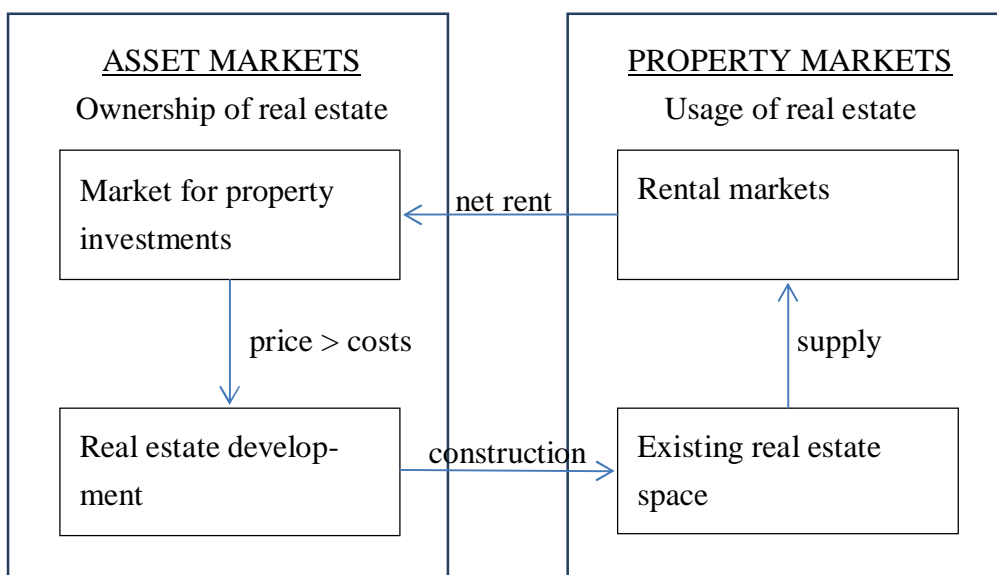 ASSET MARKETS
Ownership of real estate
Market for property
investments
price > costs
Real estate develop-
ment
net rent
construction
PROPERTY MARKETS
Usage of real estate
Rental markets
supply
Existing real estate
space